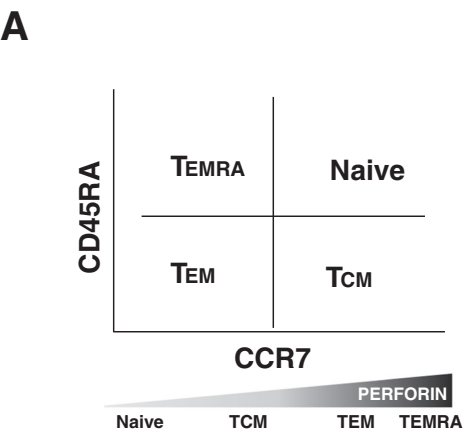 A
CD45RA
TEMRA Naive
TEM TCM
CCR7
PERFORIN
Naive TCM TEM TEMRA